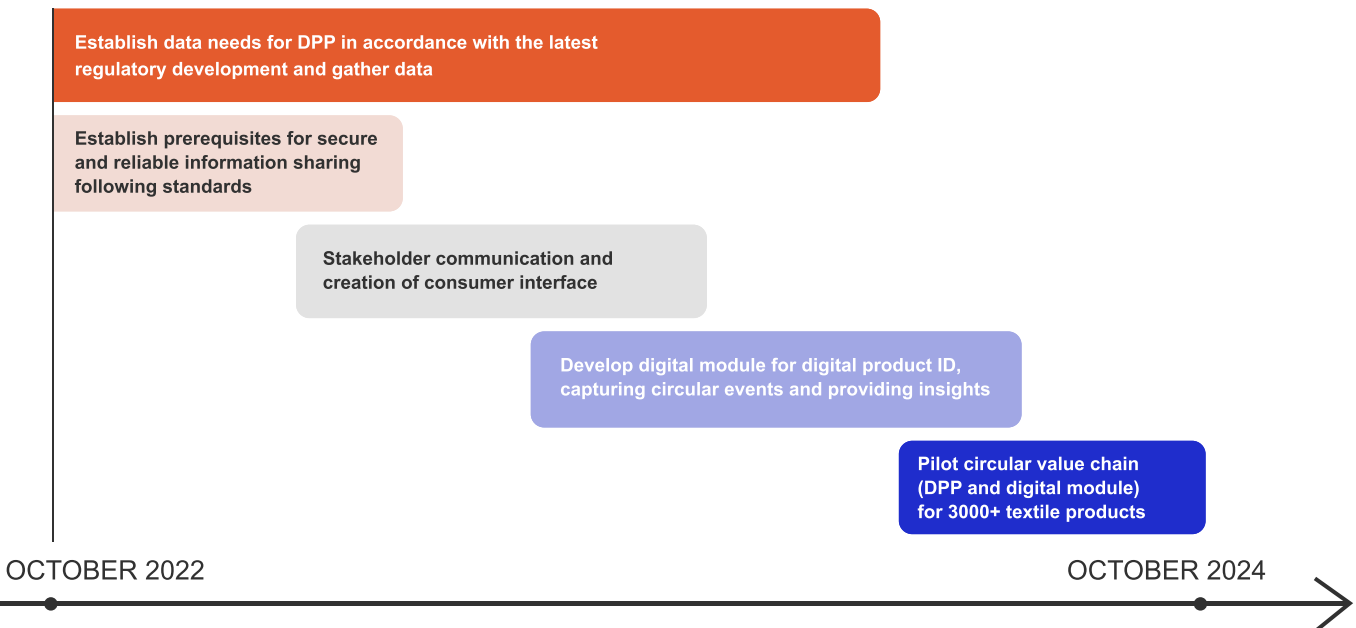 Establish data needs for DPP in accordance with the latest
regulatory development and gather data
Establish prerequisites for secure
and reliable information sharing
following standards
Stakeholder communication and
creation of consumer interface
Develop digital module for digital product ID,
capturing circular events and providing insights
Pilot circular value chain
(DPP and digital module)
for 3000+ textile products
OCTOBER 2022
OCTOBER 2024